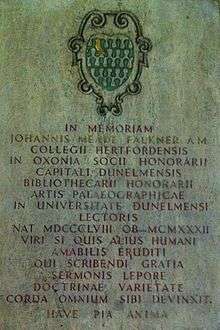 IN MEMORIAM
JOHANNIS MEADE FALKNER A M
COLLEGII HERTFORDENSIS
IN OXONIA SOCII HONORARII
CAPITALI DUNELMENSIS
BIBLIOTHECARII HONORARII
ARTIS PALAEOGRAPHICAE
IN UNIVERSITATE DUNELMENSI
LECTORIS
NAT MDCCCLVIII OB MCMXXXII
VIRI SI QUIS ALIUS HUMANI
AMABILIS ERUDITI
QUI SCRIBENDI GRATIA
SERMONIS LEPORE
DOCTRINAE VARIETATE
CORDA OMNIUM SIBI DEVINXIT
HAVE PIA ANIMA